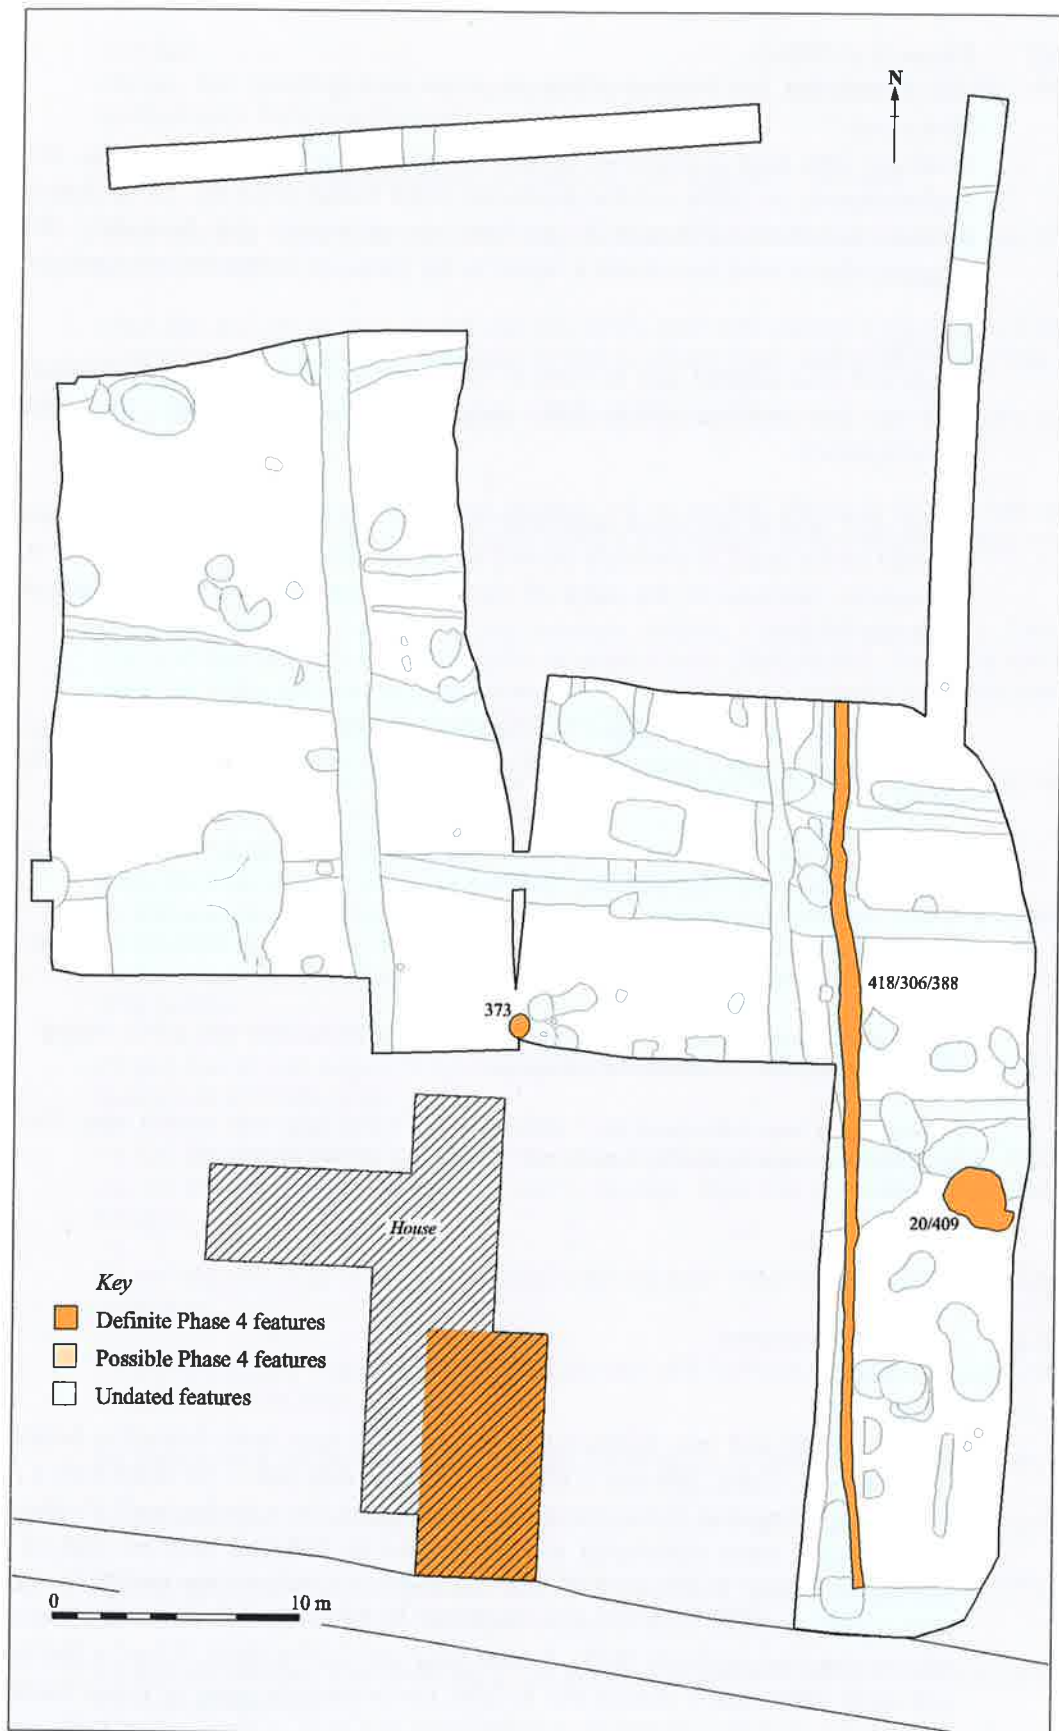 N
418/306/388
373
20/409
House
Key
Definite Phase 4 features
Possible Phase 4 features
Undated features
0 10 m